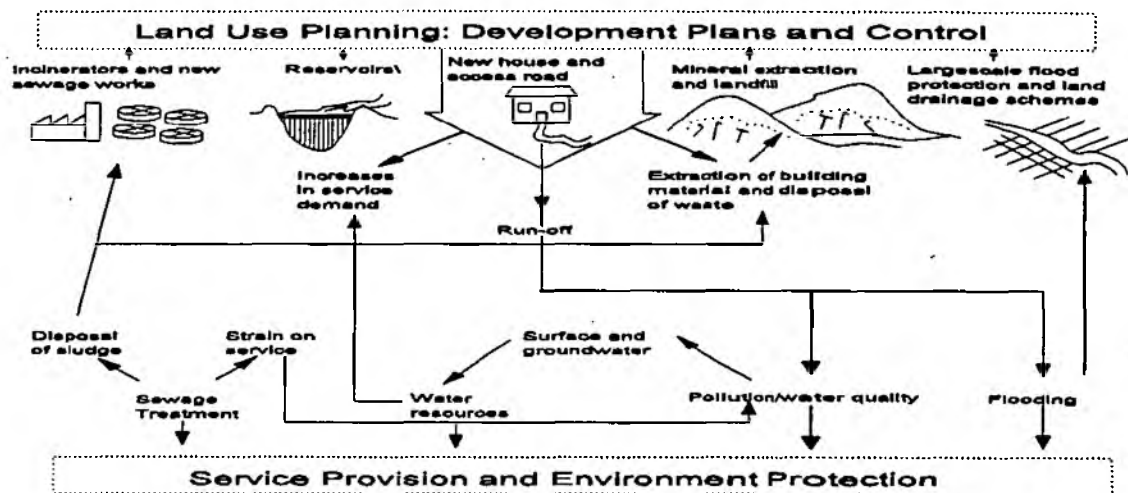 Land Use Planning: Development Plans and Control
Incinerators and new
sewage works
Reservoirs\
New house and
access road
Mineral extraction
and landfill
Largescale flood
protection and land
drainage schemes
Increases
in service
demand
Extraction of building
material and disposal
of waste
Run-off
Disposal
of sludge
Strain on
service
Surface and
groundwater
Sewage
Treatment
Water
resources
Pollution/water quality
Flooding
Service Provision and Environment Protection